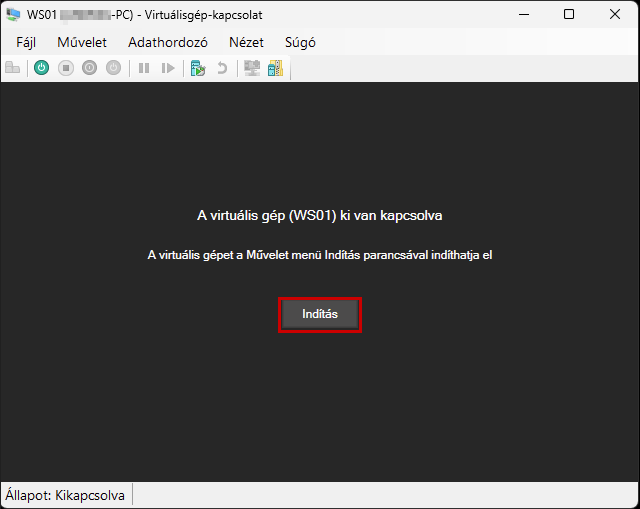 WS01 -PC) - Virtuálisgép-kapcsolat
Fájl Művelet Adathordozó Nézet Súgó
A virtuális gép (WS01) ki van kapcsolva
A virtuális gépet a Művelet menü Indítás parancsával indíthatja el
Indítás
Állapot: Kikapcsolva